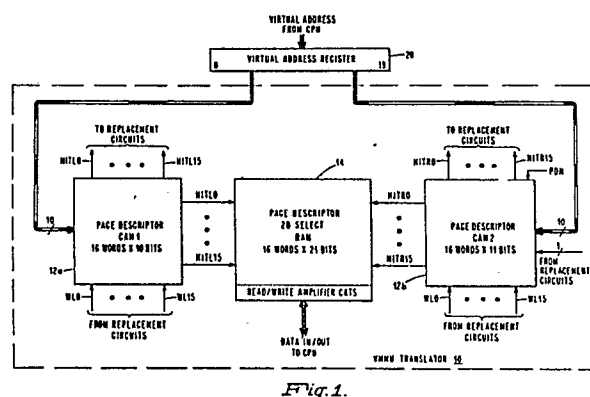 VIRTUAL ADDRESS
FROM CPU
0 VIRTUAL ADDRESS REGISTER 19
20
TO REPLACEMENT
CIRCUITS
HITL0 HITL15
TO REPLACEMENT
CIRCUITS
HITR0 HITR15
PDN
14
10
PAGE DESCRIPTOR
CAM 1
16 WORDS X 10 BITS
12a
HITL0
HITL15
PAGE DESCRIPTOR
2D SELECT
RAM
16 WORDS X 21 BITS
READ/WRITE AMPLIFIER CKTS
HITR0
HITR15
PAGE DESCRIPTOR
CAM 2
16 WORDS X 11 BITS
12b
10
1
FROM
REPLACEMENT
CIRCUITS
WL0 WL15
FROM REPLACEMENT
CIRCUITS
DATA IN/OUT
TO CPU
WL0 WL15
FROM REPLACEMENT
CIRCUITS
VMMU TRANSLATOR 10
Fig. 1.